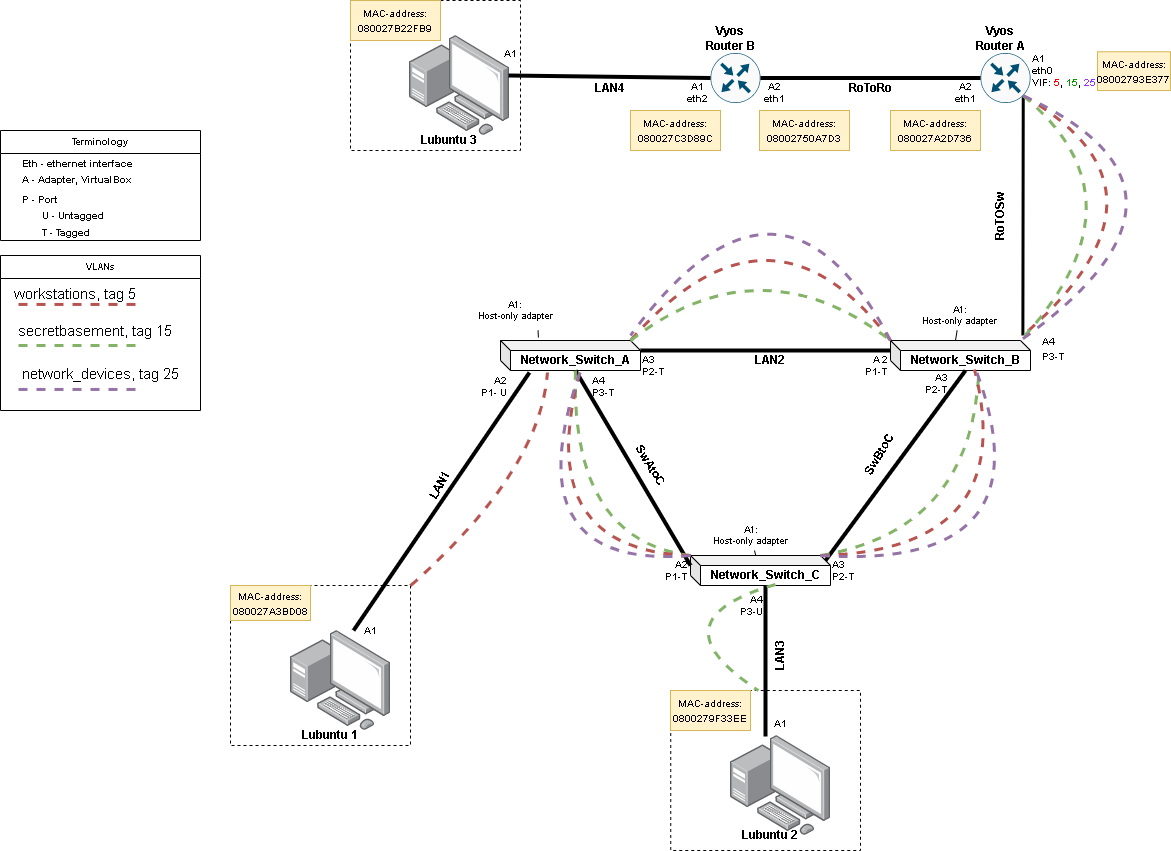 MAC-address:
080027B22FB9
A1
Lubuntu 3
LAN4
Vyos
Router B
A1
eth2
A2
eth1
RoToRo
Vyos
Router A
A2
eth1
A1
eth0
VIF: 5, 15, 25
MAC-address:
08002793E377
MAC-address:
080027C3D89C
MAC-address:
08002750A7D3
MAC-address:
080027A2D736
Terminology
Eth - ethernet interface
A - Adapter, Virtual Box
P - Port
U - Untagged
T - Tagged
VLANs
workstations, tag 5
secretbasement, tag 15
network_devices, tag 25
RoTOSw
A1:
Host-only adapter
Network_Switch_A
A3
P2-T
A2
P1- U
A4
P3-T
LAN2
A1:
Host-only adapter
Network_Switch_B
A2
P1-T
A3
P2-T
A4
P3-T
LAN1
SwAtoC
SwBtoC
A1:
Host-only adapter
Network_Switch_C
A2
P1-T
A3
P2-T
A4
P3-U
LAN3
MAC-address:
080027A3BD08
A1
Lubuntu 1
MAC-address:
0800279F33EE
A1
Lubuntu 2